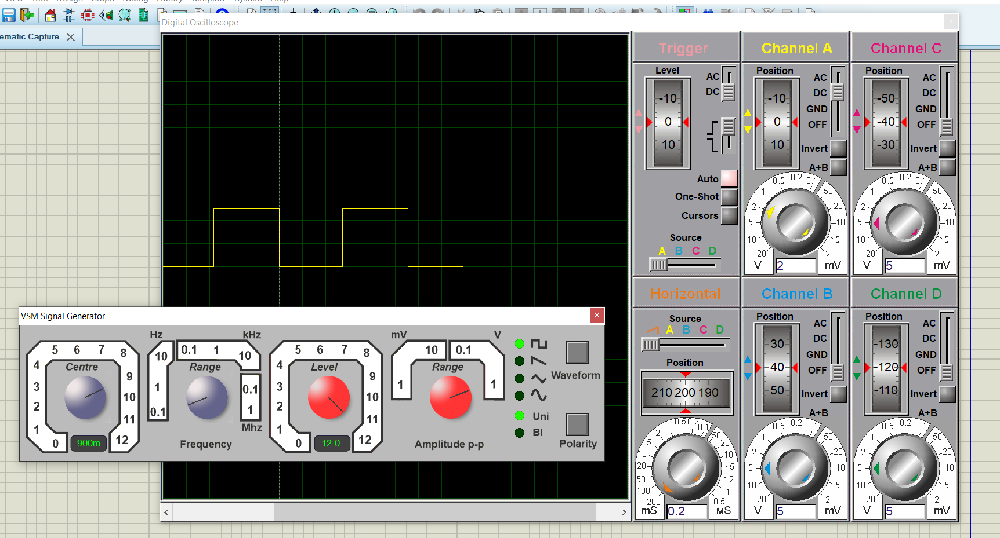 View Tool Design Graph Debug Library Template System Help
ematic Capture
Digital Oscilloscope
Trigger
Level
-10
0
10
AC
DC
Auto
One-Shot
Cursors
Source
A B C D
Channel A
Position
-10
0
10
AC
DC
GND
OFF
Invert
A+B
20
10
5
2
1
0.5
0.2
0.1
50
20
10
5
2
V
2
mV
Channel C
Position
-50
-40
-30
AC
DC
GND
OFF
Invert
A+B
20
10
5
2
1
0.5
0.2
0.1
50
20
10
5
2
V
5
mV
Horizontal
Source
A B C D
Position
210 200 190
200
100
50
20
10
5
2
1
0.5
0.2
0.1
50
20
10
5
2
1
0.5
mS
0.2
µS
Channel B
Position
30
40
50
AC
DC
GND
OFF
Invert
A+B
20
10
5
2
1
0.5
0.2
0.1
50
20
10
5
2
V
5
mV
Channel D
Position
-130
-120
-110
AC
DC
GND
OFF
Invert
A+B
20
10
5
2
1
0.5
0.2
0.1
50
20
10
5
2
V
5
mV
VSM Signal Generator
0
1
2
3
4
5
6
7
8
9
10
11
12
Centre
900m
Hz
kHz
0.1
1
10
0.1
1
10
0.1
1
Mhz
Range
Frequency
0
1
2
3
4
5
6
7
8
9
10
11
12
Level
12.0
mV
V
1
10
0.1
1
Range
Amplitude p-p
Waveform
Uni
Bi
Polarity